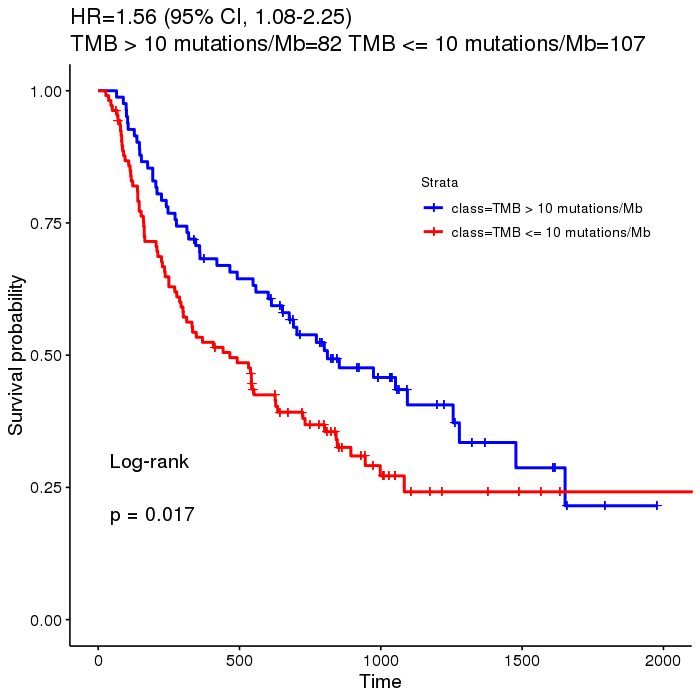 HR=1.56 (95% CI, 1.08-2.25)
TMB > 10 mutations/Mb=82 TMB <= 10 mutations/Mb=107
Survival probability
1.00
0.75
0.50
0.25
0.00
Strata
class=TMB > 10 mutations/Mb
class=TMB <= 10 mutations/Mb
Log-rank
p = 0.017
0 500 1000 1500 2000
Time